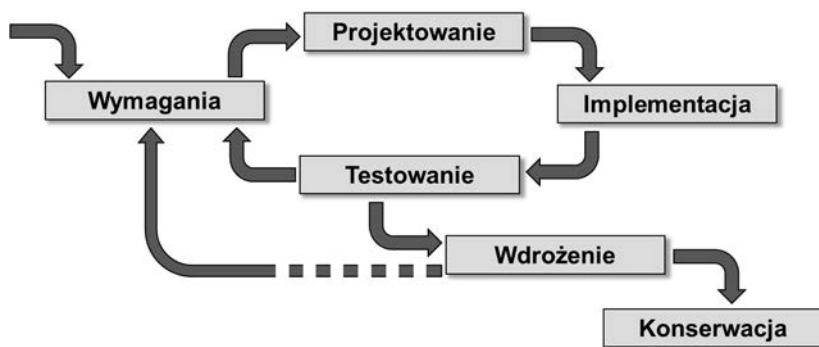 Projektowanie
Wymagania
Implementacja
Testowanie
Wdrożenie
Konserwacja